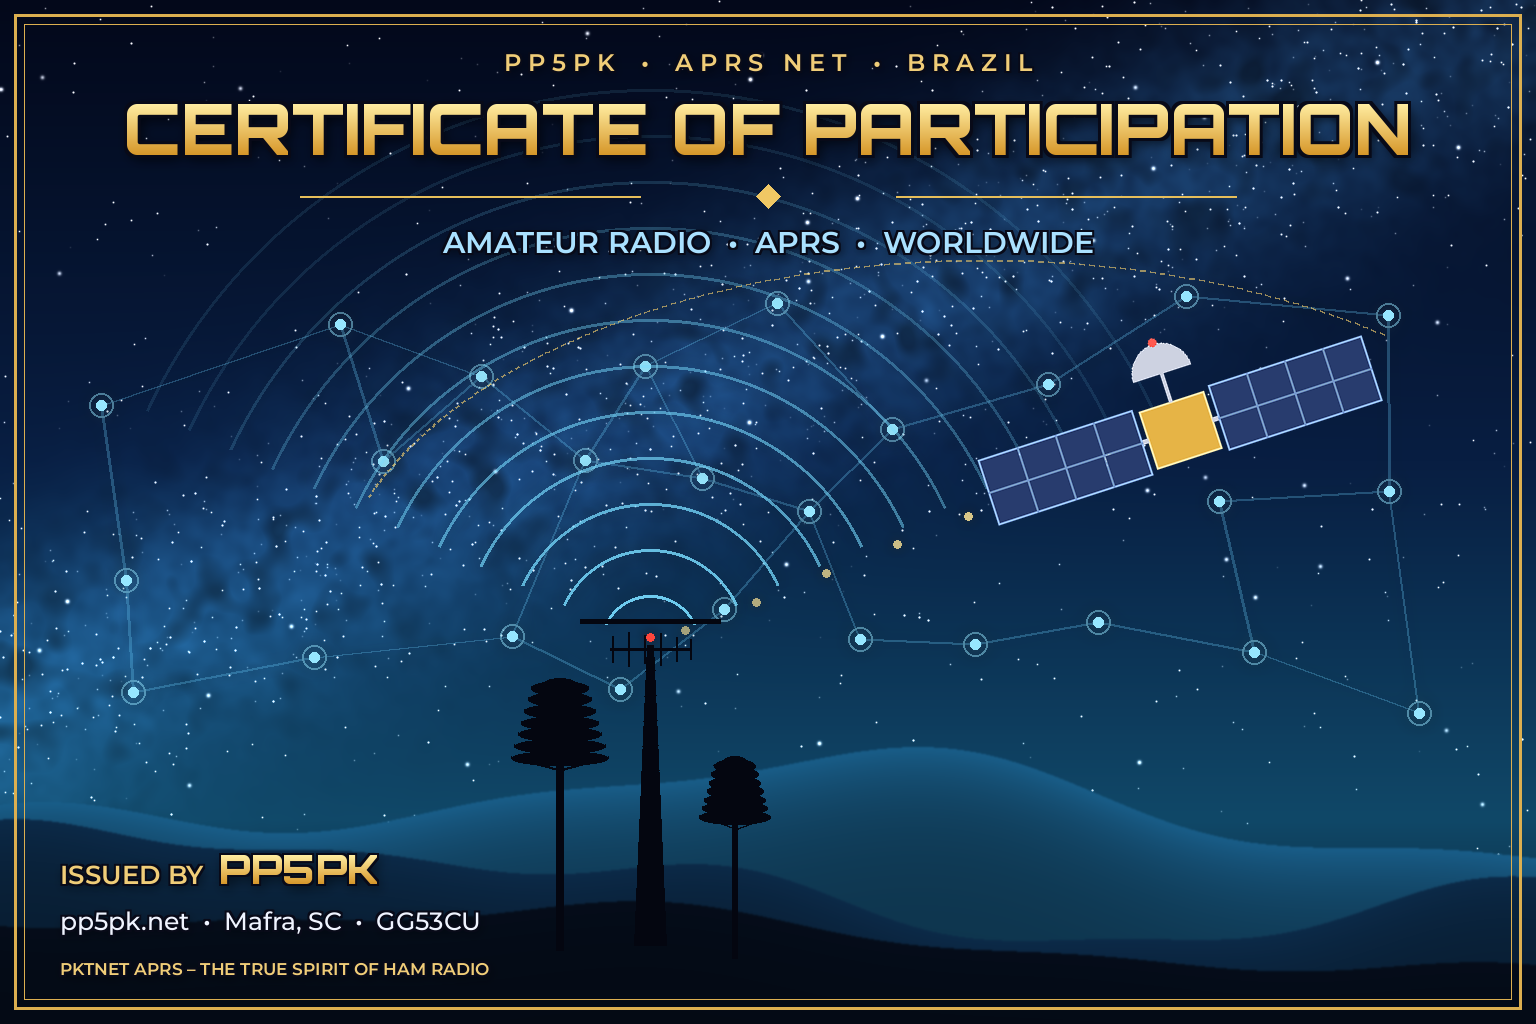 PP5PK • APRS NET • BRAZIL
CERTIFICATE OF PARTICIPATION
AMATEUR RADIO • APRS • WORLDWIDE
ISSUED BY PP5PK
pp5pk.net • Mafra, SC • GG53CU
PKTNET APRS – THE TRUE SPIRIT OF HAM RADIO